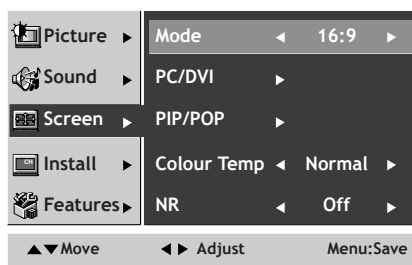 Picture ▶ Mode ◀ 16:9 ▶
Sound ▶ PC/DVI ▶
Screen ▶ PIP/POP ▶
Install ▶ Colour Temp ◀ Normal ▶
Features ▶ NR ◀ Off ▶
▲▼Move ◀ ▶ Adjust Menu:Save